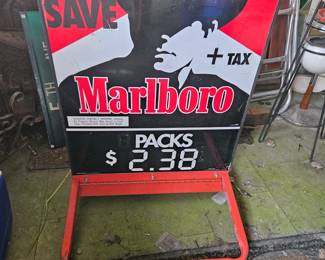 SAVE
+ TAX
Marlboro
PACKS
$ 2.38